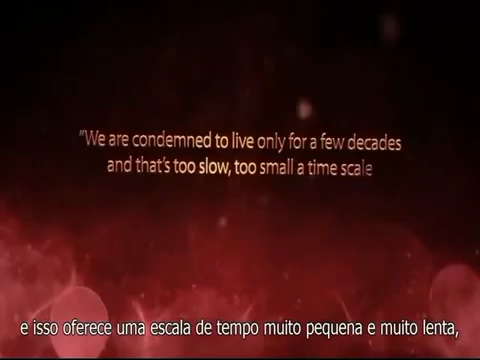 "We are condemned to live only for a few decades
and that's too slow, too small a time scale
e isso oferece uma escala de tempo muito pequena e muito lenta,